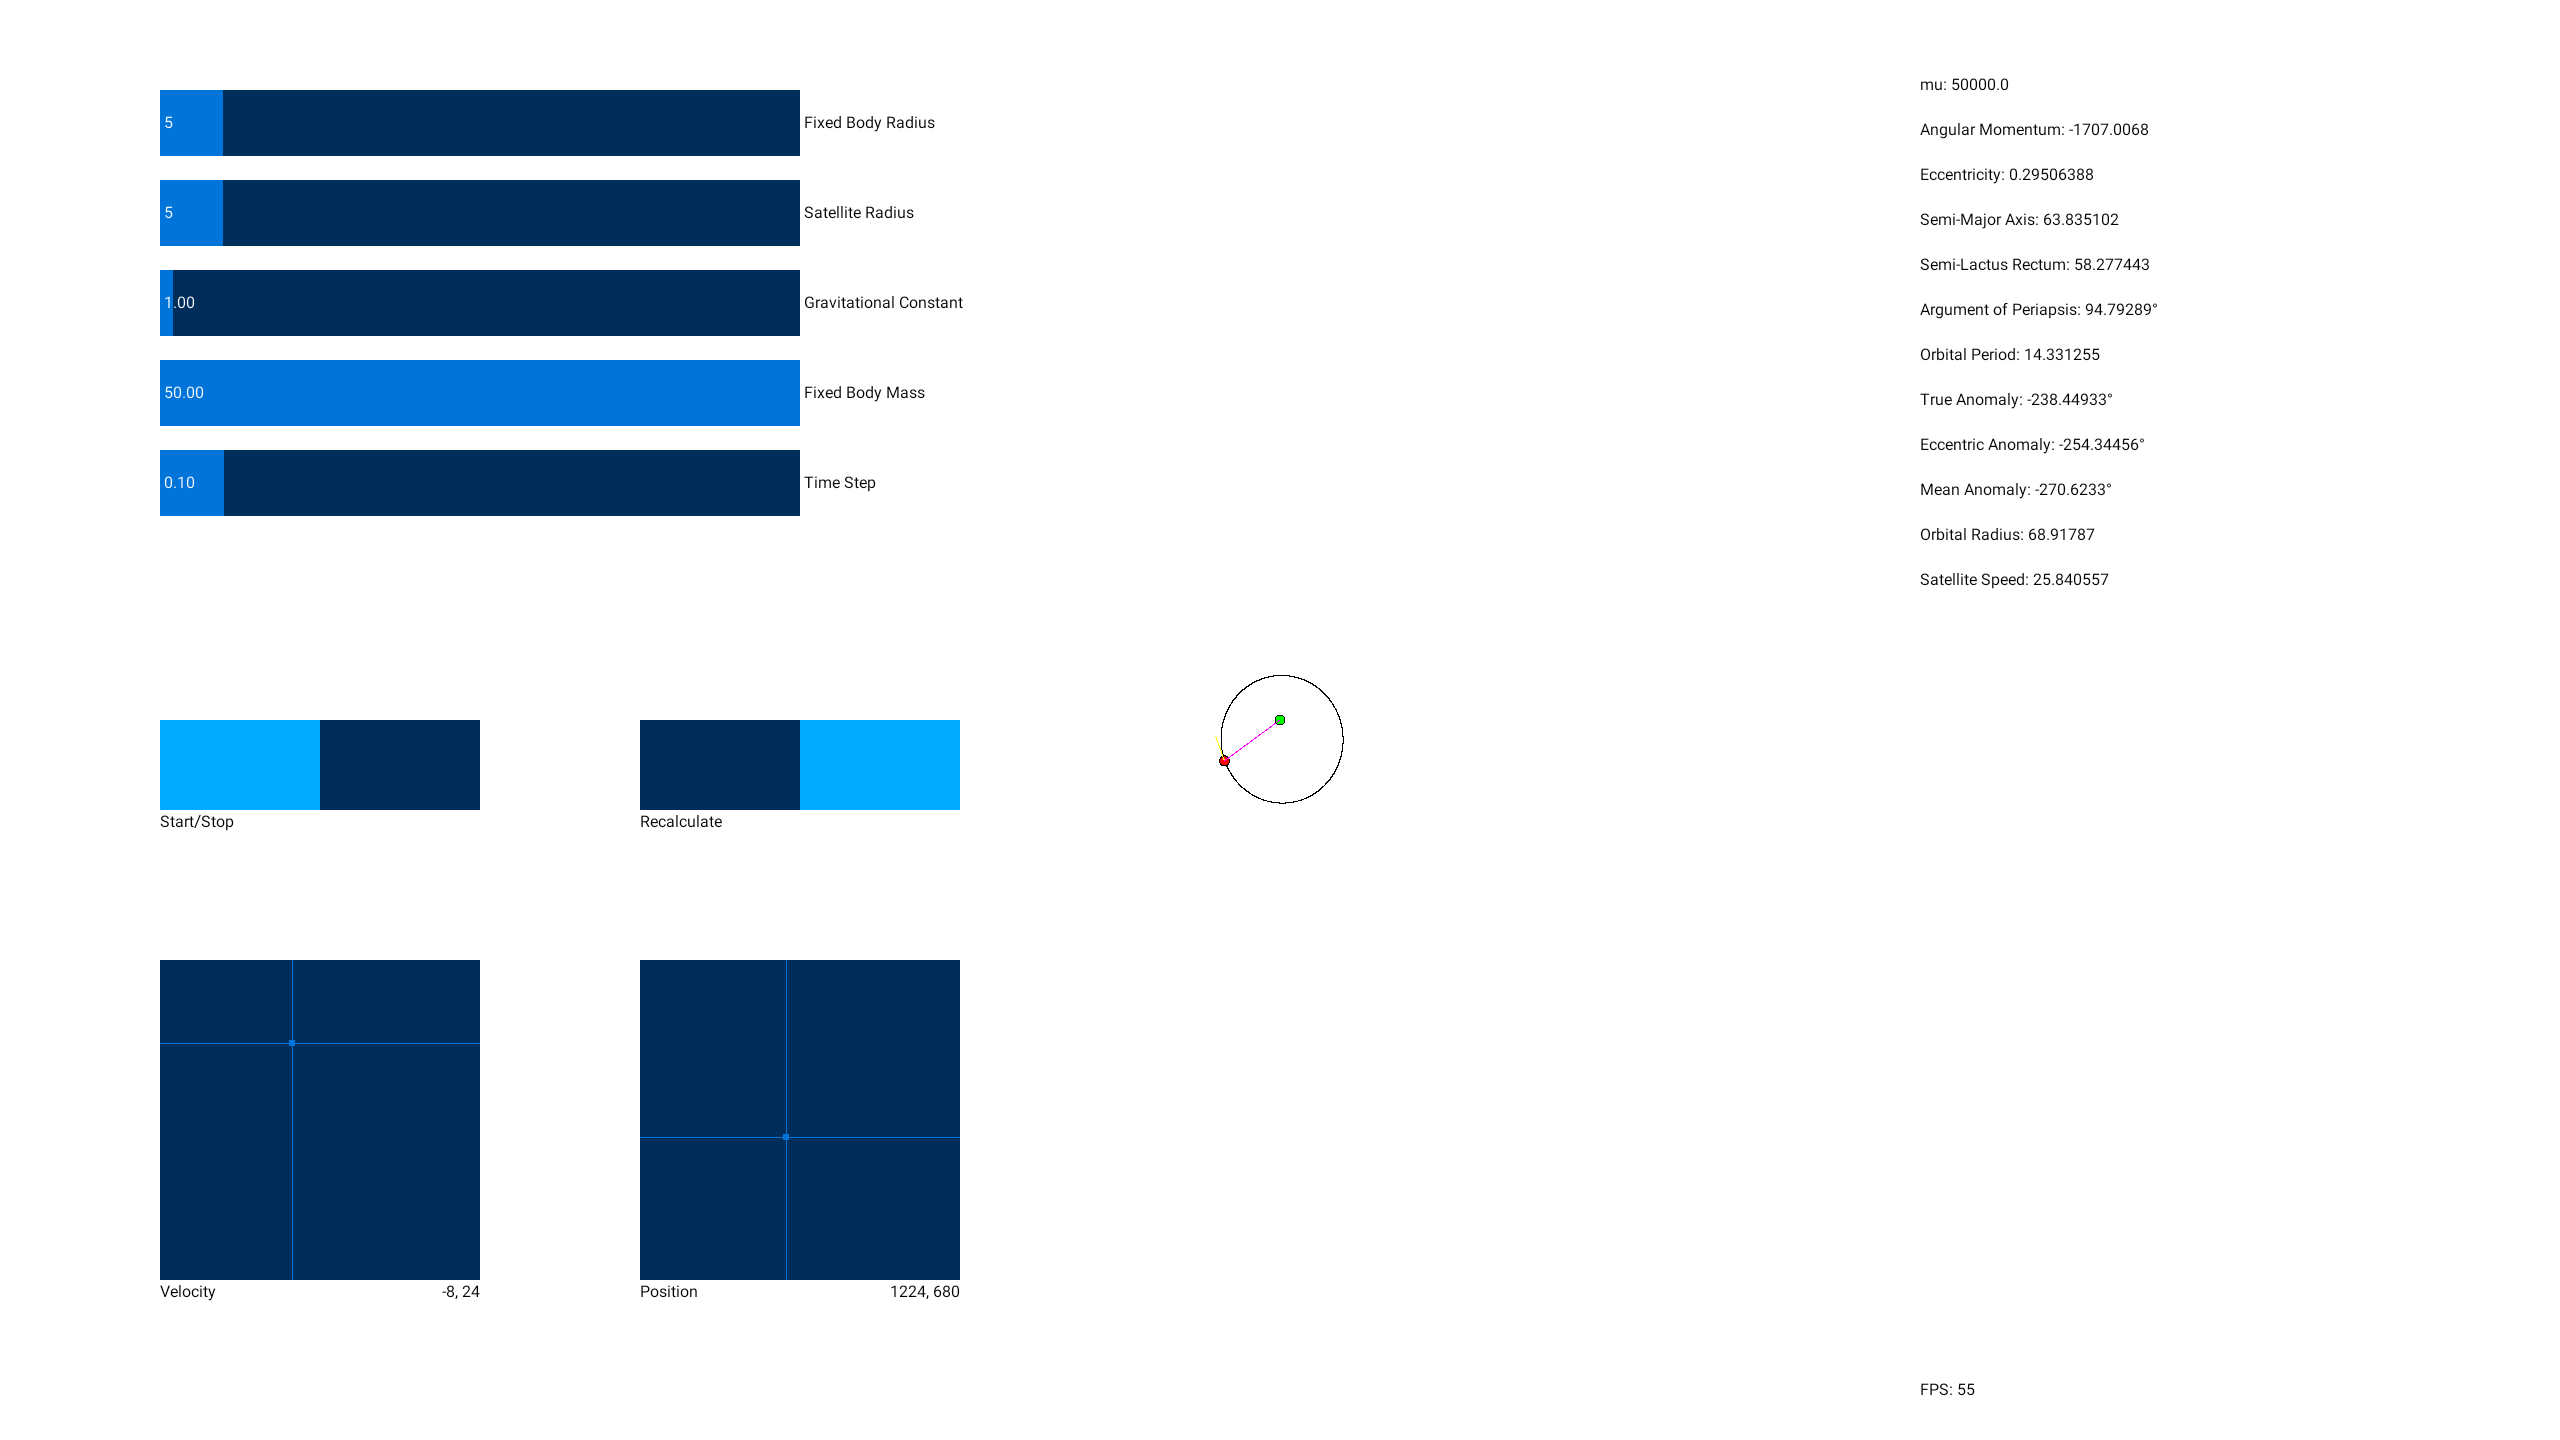 5
Fixed Body Radius
5
Satellite Radius
1.00
Gravitational Constant
50.00
Fixed Body Mass
0.10
Time Step
Start/Stop
Recalculate
Velocity
-8, 24
Position
1224, 680
mu: 50000.0
Angular Momentum: -1707.0068
Eccentricity: 0.29506388
Semi-Major Axis: 63.835102
Semi-Lactus Rectum: 58.277443
Argument of Periapsis: 94.79289°
Orbital Period: 14.331255
True Anomaly: -238.44933°
Eccentric Anomaly: -254.34456°
Mean Anomaly: -270.6233°
Orbital Radius: 68.91787
Satellite Speed: 25.840557
FPS: 55